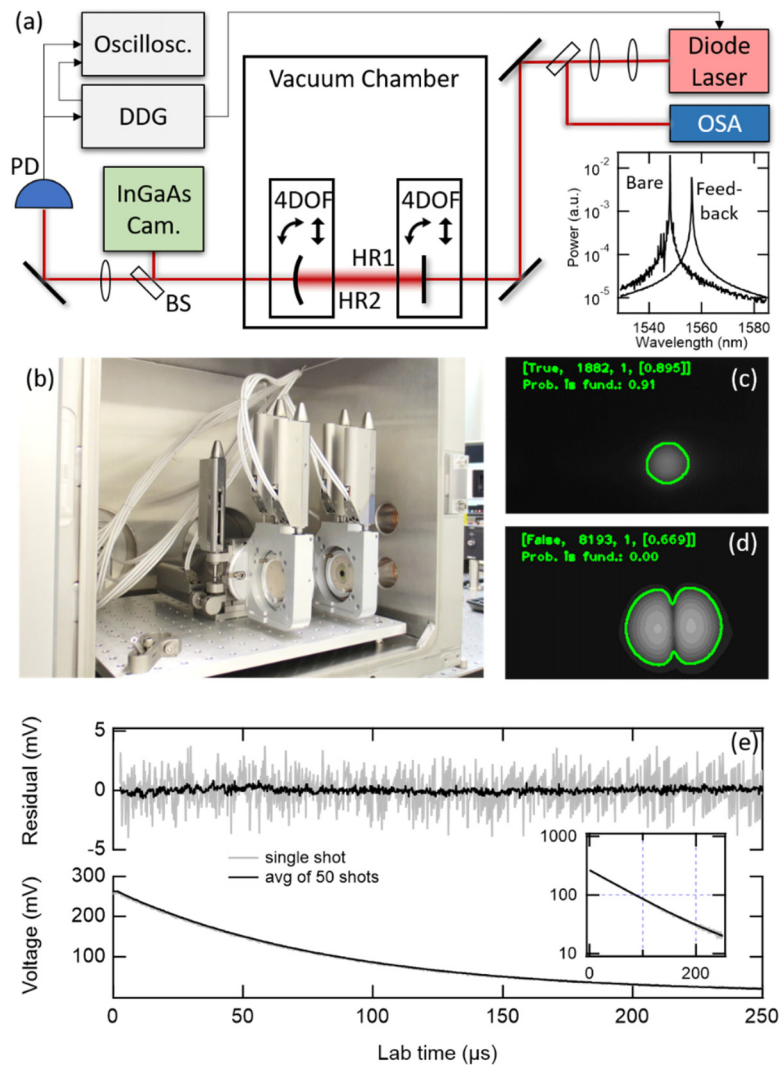 (a)
Oscillosc.
DDG
PD
InGaAs
Cam.
BS
Vacuum Chamber
4DOF
4DOF
HR1
HR2
Diode
Laser
OSA
Bare
Feed-
back
Power (a.u.)
10-2
10-3
10-4
10-5
1540 1560 1580
Wavelength (nm)
(b)
(c)
[True, 1882, 1, [0.895]]
Prob. is fund.: 0.91
(d)
[False, 8193, 1, [0.669]]
Prob. is fund.: 0.00
(e)
Residual (mV)
5
0
-5
single shot
avg of 50 shots
Voltage (mV)
300
200
100
1000
100
10
0 200
0 50 100 150 200 250
Lab time (µs)